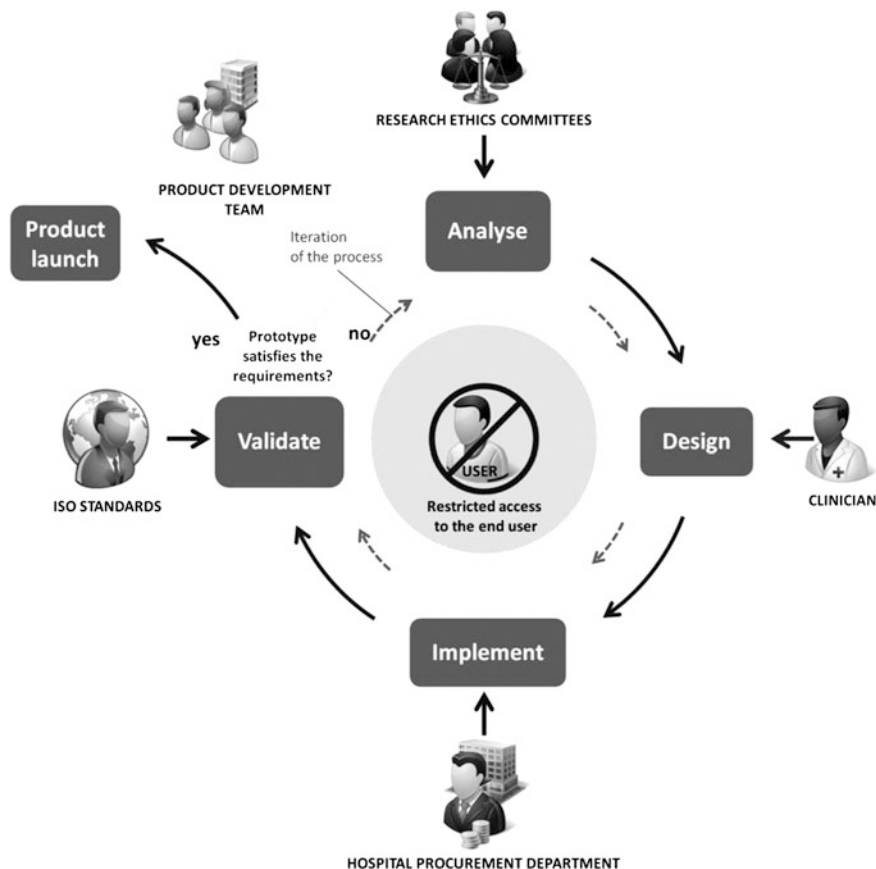 RESEARCH ETHICS COMMITTEES
PRODUCT DEVELOPMENT
TEAM
Product
launch
Analyse
Iteration
of the process
yes
no
Prototype
satisfies the
requirements?
Validate
Design
USER
Restricted access
to the end user
ISO STANDARDS
CLINICIAN
Implement
HOSPITAL PROCUREMENT DEPARTMENT